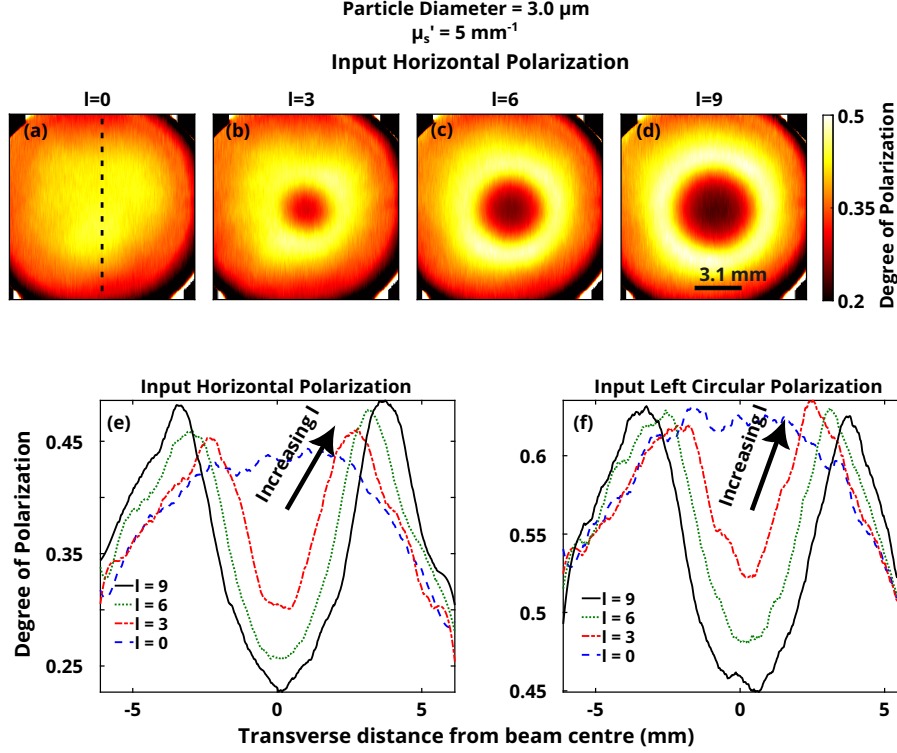 Particle Diameter = 3.0 µm
µs' = 5 mm-1
Input Horizontal Polarization
l=0
l=3
l=6
l=9
(a)
(b)
(c)
(d)
3.1 mm
0.5
0.35
0.2
Degree of Polarization
Input Horizontal Polarization
(e)
Increasing l
0.45
0.35
0.25
Degree of Polarization
l = 9
l = 6
l = 3
l = 0
-5
0
5
Input Left Circular Polarization
(f)
Increasing l
0.6
0.55
0.5
0.45
l = 9
l = 6
l = 3
l = 0
-5
0
5
Transverse distance from beam centre (mm)